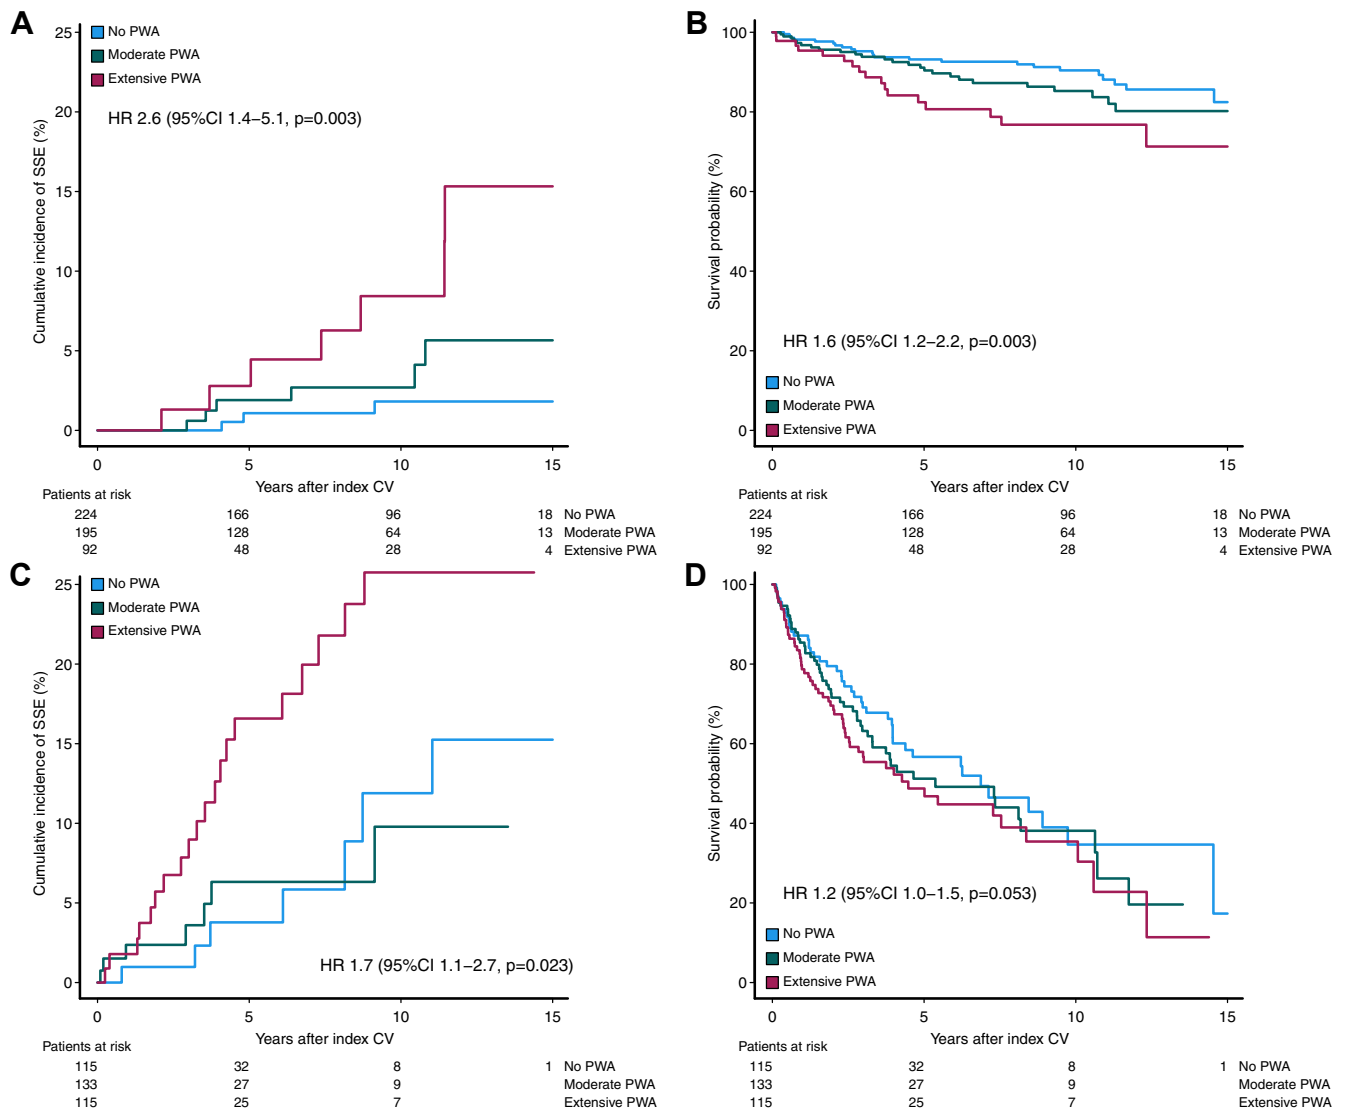 A
25
No PWA
Moderate PWA
Extensive PWA
20
HR 2.6 (95%CI 1.4–5.1, p=0.003)
15
10
5
0
Cumulative incidence of SSE (%)
0 5 10 15
Years after index CV
Patients at risk
224 166 96 18 No PWA
195 128 64 13 Moderate PWA
92 48 28 4 Extensive PWA
B
100
80
60
40
20
0
Survival probability (%)
HR 1.6 (95%CI 1.2–2.2, p=0.003)
No PWA
Moderate PWA
Extensive PWA
0 5 10 15
Years after index CV
Patients at risk
224 166 96 18 No PWA
195 128 64 13 Moderate PWA
92 48 28 4 Extensive PWA
C
25
No PWA
Moderate PWA
Extensive PWA
20
15
10
5
0
Cumulative incidence of SSE (%)
HR 1.7 (95%CI 1.1–2.7, p=0.023)
0 5 10 15
Years after index CV
Patients at risk
115 32 8 1 No PWA
133 27 9 Moderate PWA
115 25 7 Extensive PWA
D
100
80
60
40
20
0
Survival probability (%)
HR 1.2 (95%CI 1.0–1.5, p=0.053)
No PWA
Moderate PWA
Extensive PWA
0 5 10 15
Years after index CV
Patients at risk
115 32 8 1 No PWA
133 27 9 Moderate PWA
115 25 7 Extensive PWA